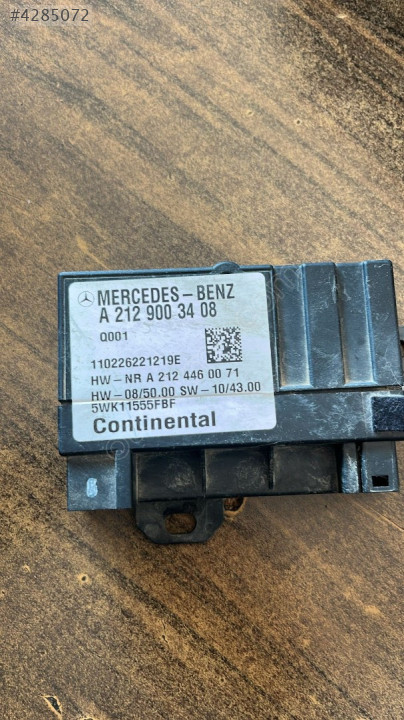 #4285072
MERCEDES-BENZ
A 212 900 34 08
Q001
110226221219E
HW-NR A 212 446 00 71
HW-08/50.00 SW-10/43.00
5WK11555FBF
Continental